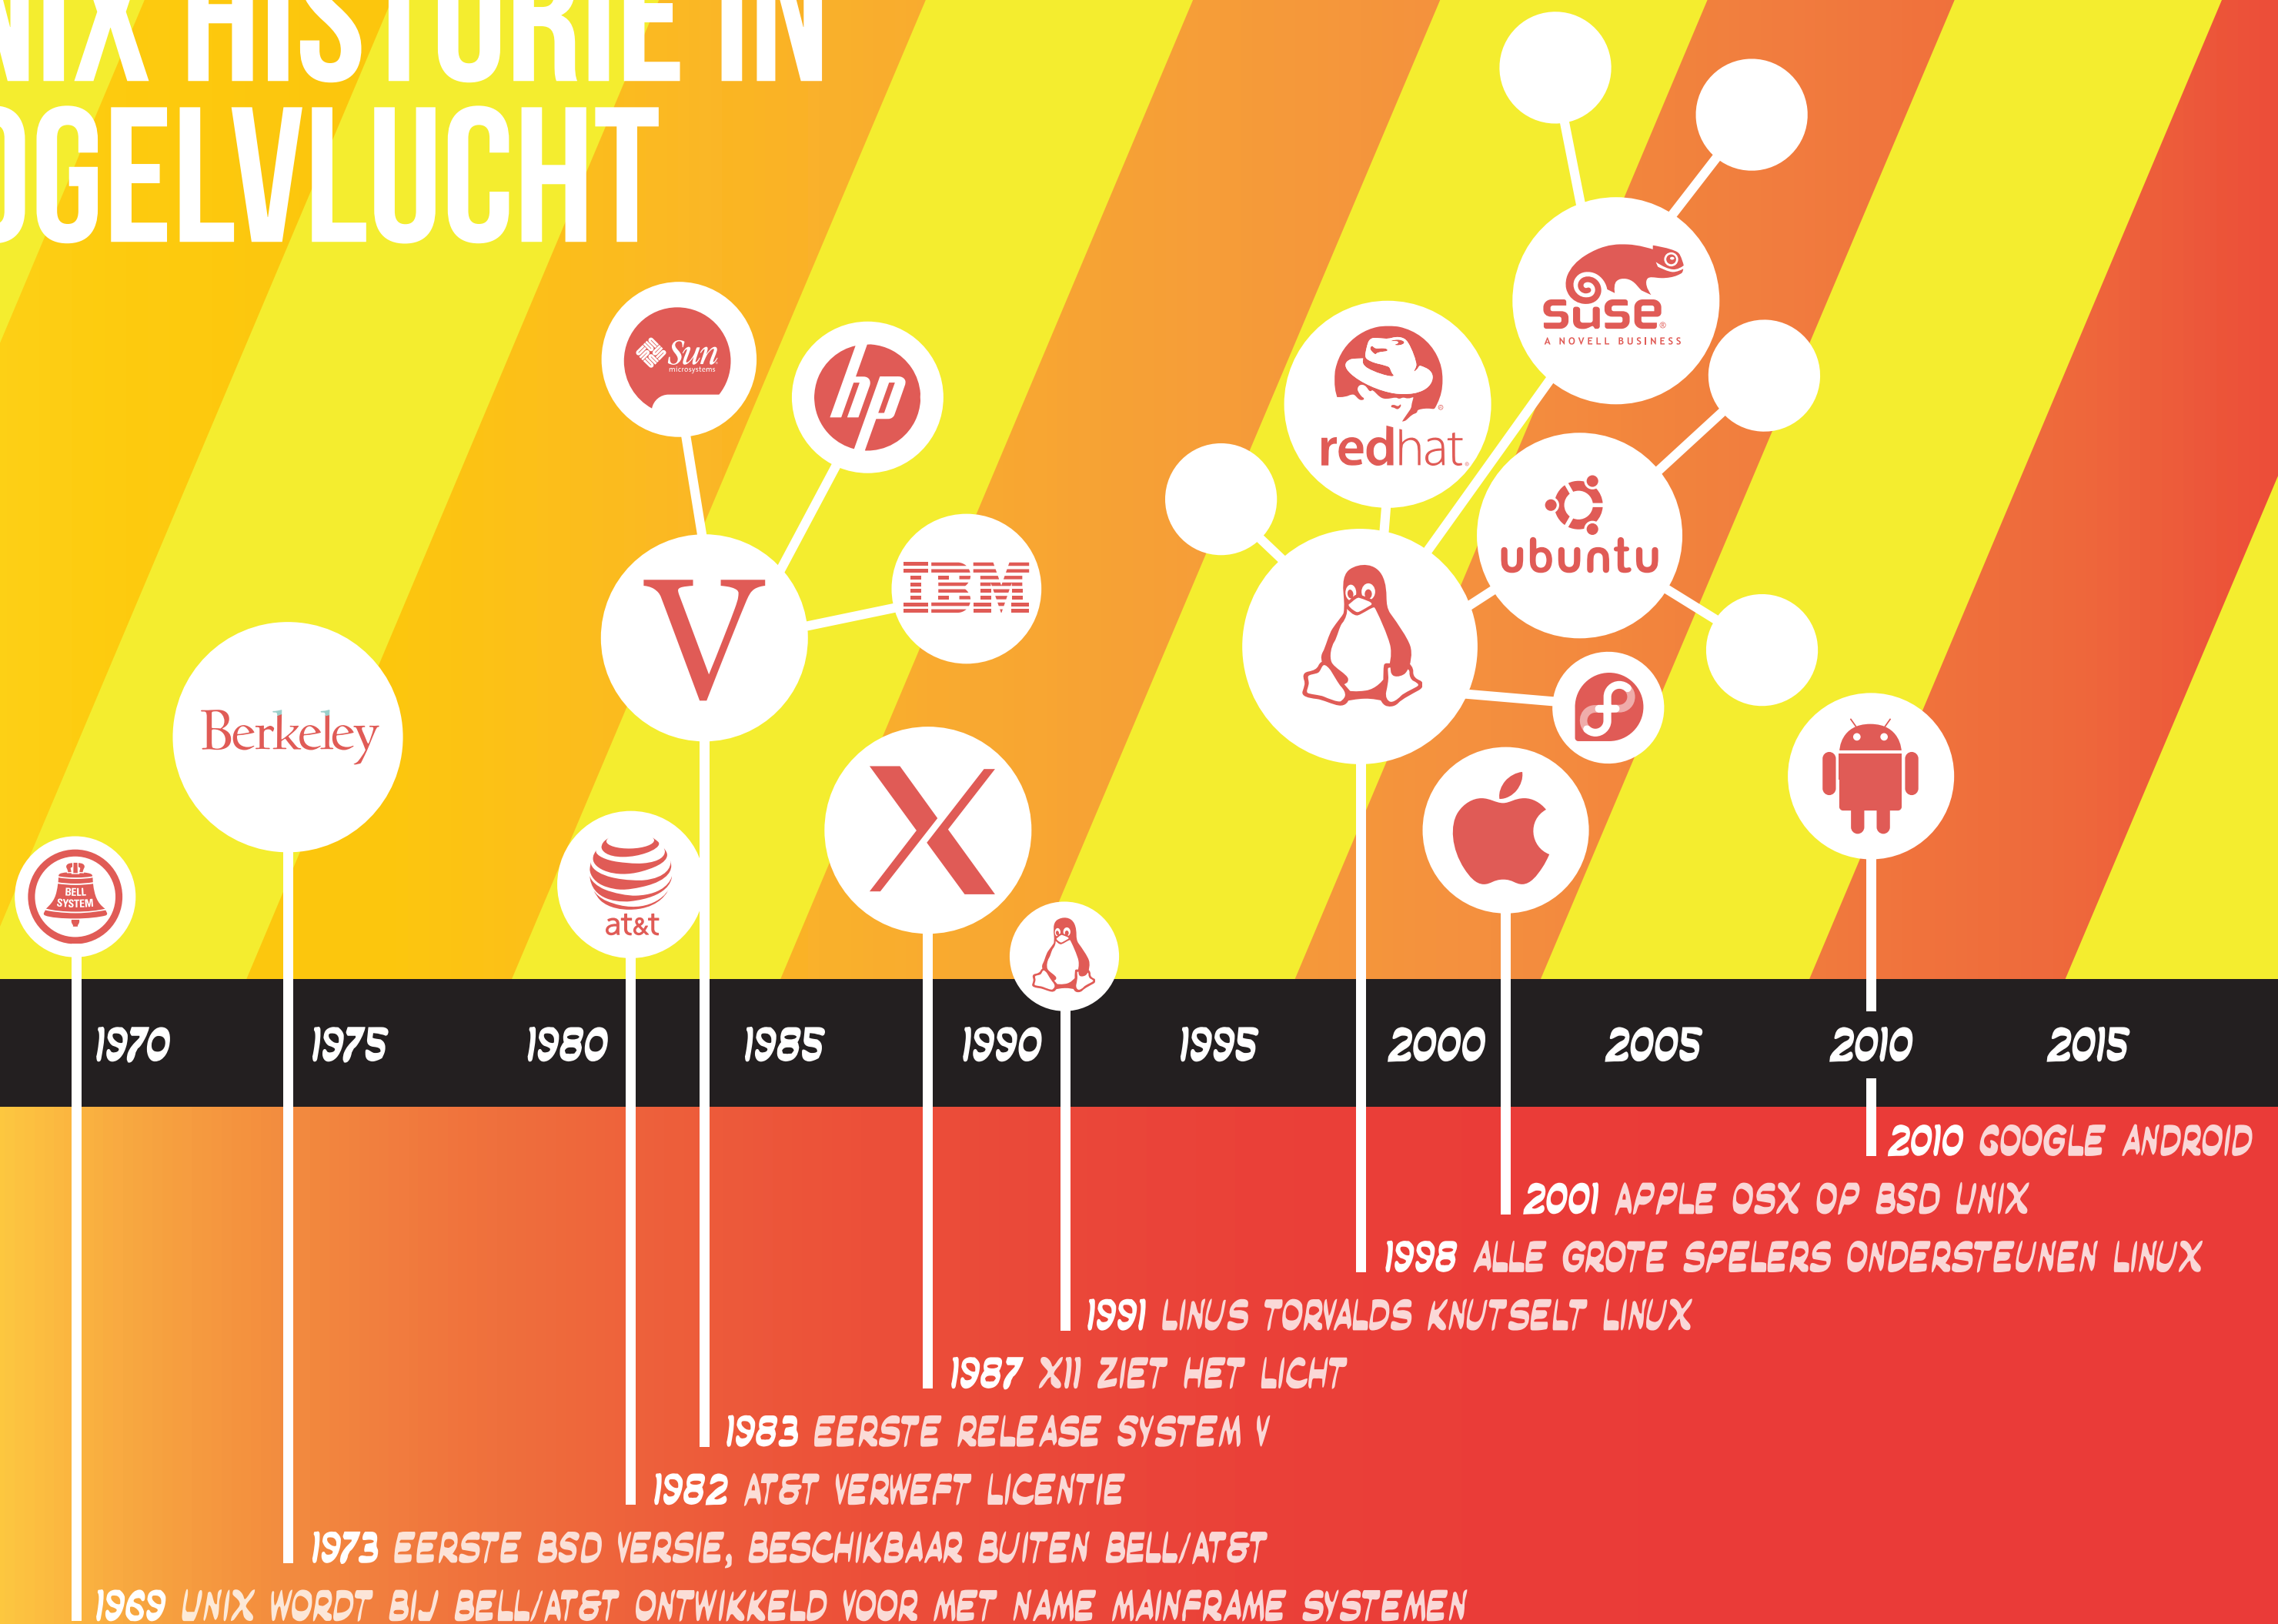 NIX HISTORIE IN
OGELVLUCHT
Sun
microsystems
hp
IBM
V
Berkeley
BELL
SYSTEM
at&t
X
redhat
SUSE
A NOVELL BUSINESS
ubuntu
1970 1975 1980 1985 1990 1995 2000 2005 2010 2015
2010 GOOGLE ANDROID
2001 APPLE OSX OP BSD UNIX
1998 ALLE GROTE SPELERS ONDERSTEUNEN LINUX
1991 LINUS TORVALDS KNUTSELT LINUX
1987 X11 ZIET HET LICHT
1983 EERSTE RELEASE SYSTEM V
1982 AT&T VERWEFT LICENTIE
1973 EERSTE BSD VERSIE, BESCHIKBAAR BUITEN BELL/AT&T
1969 UNIX WORDT BIJ BELL/AT&T ONTWIKKELD VOOR MET NAME MAINFRAME SYSTEMEN